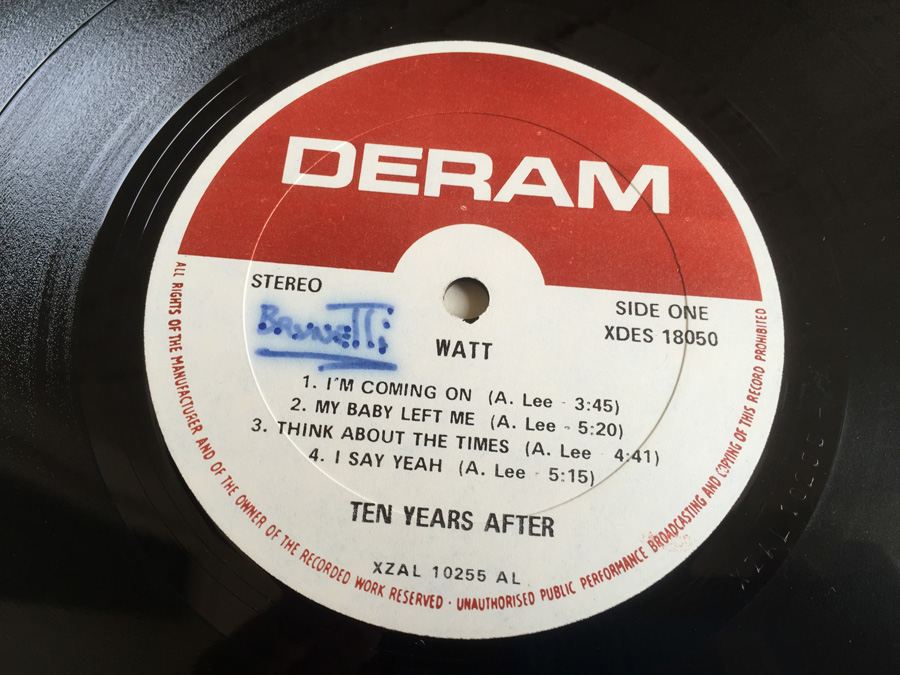 DERAM
STEREO
SIDE ONE
XDES 18050
Brunetti
WATT
1. I'M COMING ON (A. Lee - 3:45)
2. MY BABY LEFT ME (A. Lee - 5:20)
3. THINK ABOUT THE TIMES (A. Lee - 4:41)
4. I SAY YEAH (A. Lee - 5:15)
TEN YEARS AFTER
XZAL 10255 AL
ALL RIGHTS OF THE MANUFACTURER AND OF THE OWNER OF THE RECORDED WORK RESERVED · UNAUTHORISED PUBLIC PERFORMANCE BROADCASTING AND COPYING OF THIS RECORD PROHIBITED